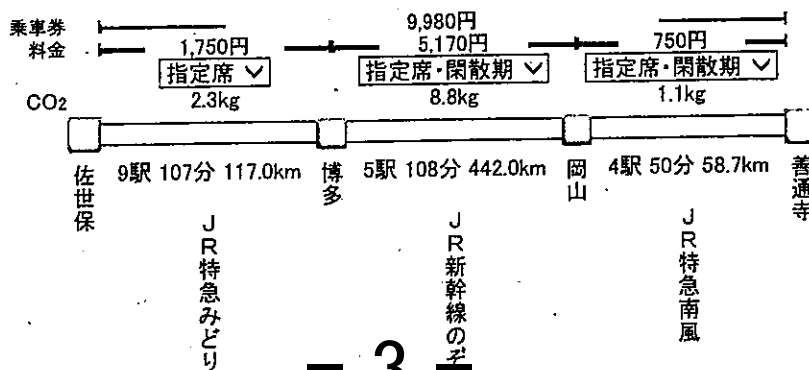 乗車券 9,980円
料金 1,750円 5,170円 750円
指定席 指定席・閑散期 指定席・閑散期
CO2 2.3kg 8.8kg 1.1kg
佐世保 9駅 107分 117.0km 博多 5駅 108分 442.0km 岡山 4駅 50分 58.7km 善通寺
JR特急みどり
JR新幹線のぞ
JR特急南風
- 3 -